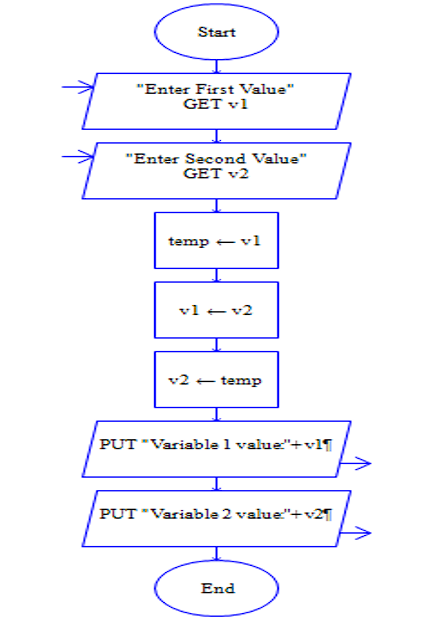 Start
"Enter First Value"
GET v1
"Enter Second Value"
GET v2
temp ← v1
v1 ← v2
v2 ← temp
PUT "Variable 1 value:"+v1¶
PUT "Variable 2 value:"+v2¶
End